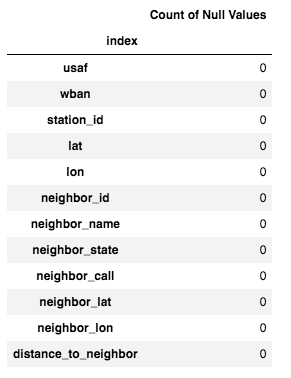 Count of Null Values
index
usaf 0
wban 0
station_id 0
lat 0
lon 0
neighbor_id 0
neighbor_name 0
neighbor_state 0
neighbor_call 0
neighbor_lat 0
neighbor_lon 0
distance_to_neighbor 0